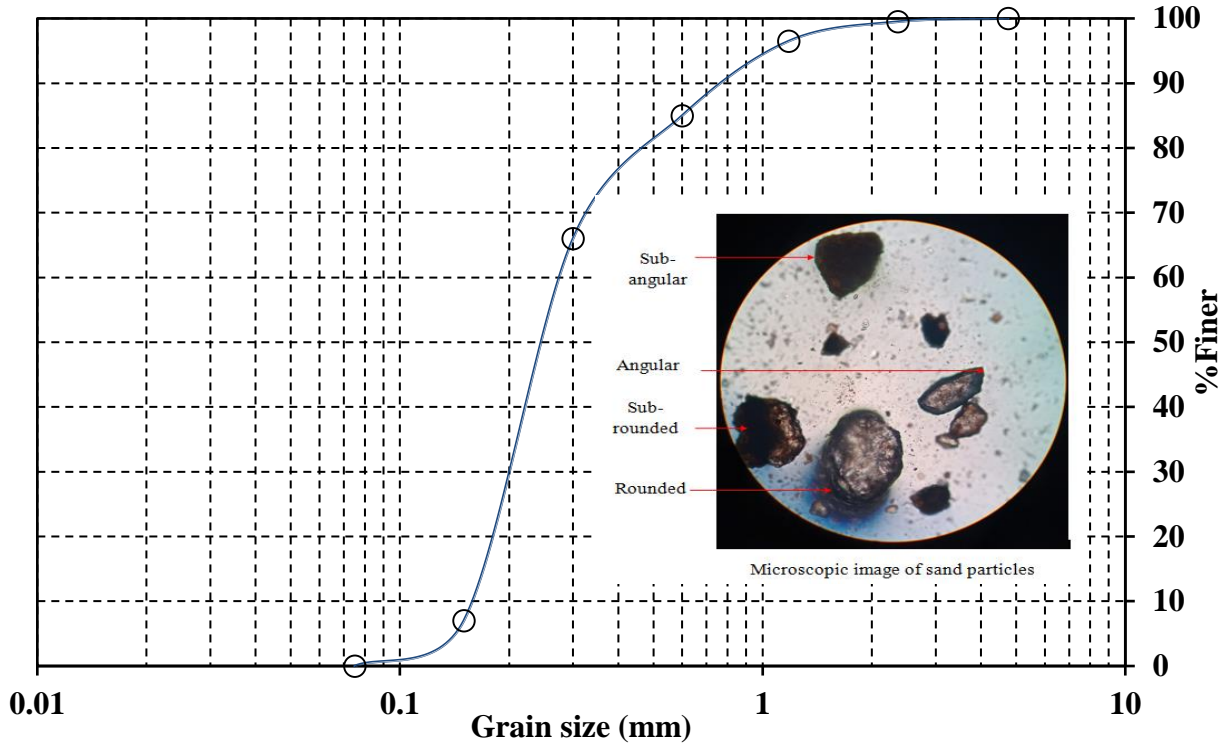 100
90
80
70
60
50
40
30
20
10
0
%Finer
Sub-
angular
Angular
Sub-
rounded
Rounded
Microscopic image of sand particles
0.01
0.1
1
10
Grain size (mm)